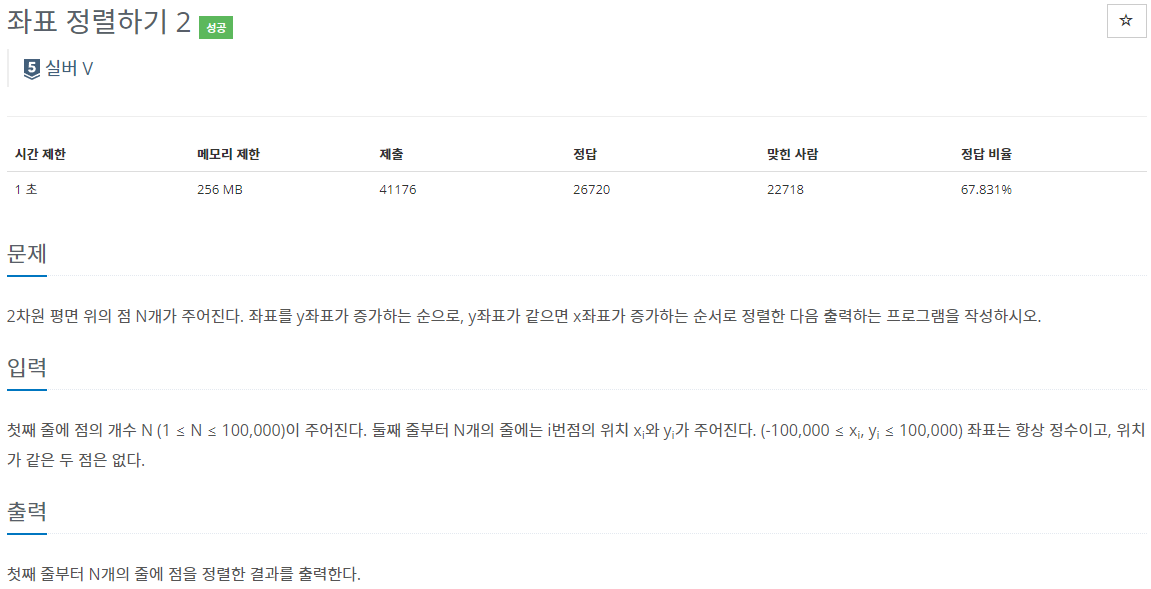 좌표 정렬하기 2 성공
☆
5 실버 V
시간 제한 메모리 제한 제출 정답 맞힌 사람 정답 비율
1 초 256 MB 41176 26720 22718 67.831%
문제
2차원 평면 위의 점 N개가 주어진다. 좌표를 y좌표가 증가하는 순으로, y좌표가 같으면 x좌표가 증가하는 순서로 정렬한 다음 출력하는 프로그램을 작성하시오.
입력
첫째 줄에 점의 개수 N (1 ≤ N ≤ 100,000)이 주어진다. 둘째 줄부터 N개의 줄에는 i번점의 위치 xᵢ와 yᵢ가 주어진다. (-100,000 ≤ xᵢ, yᵢ ≤ 100,000) 좌표는 항상 정수이고, 위치
가 같은 두 점은 없다.
출력
첫째 줄부터 N개의 줄에 점을 정렬한 결과를 출력한다.